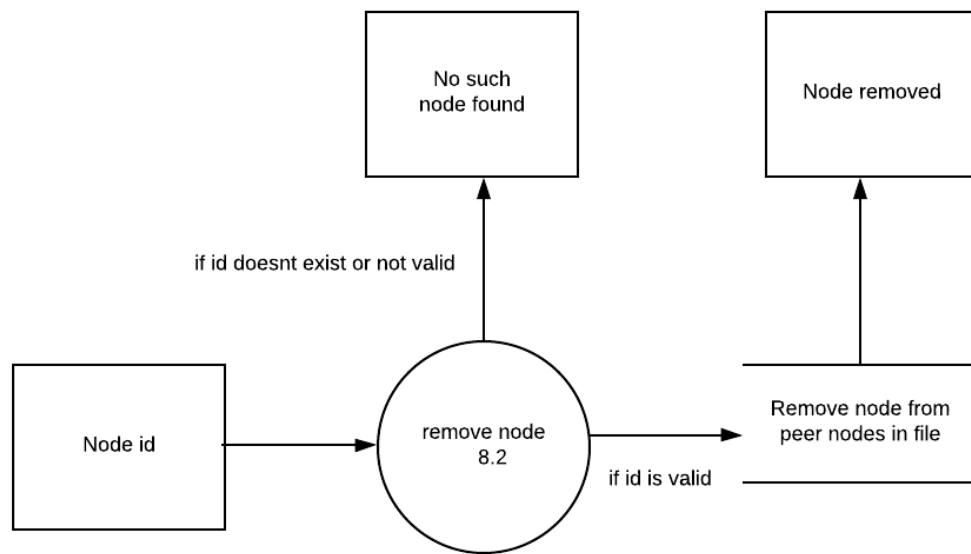 No such
node found
Node removed
if id doesnt exist or not valid
Node id
remove node
8.2
Remove node from
peer nodes in file
if id is valid